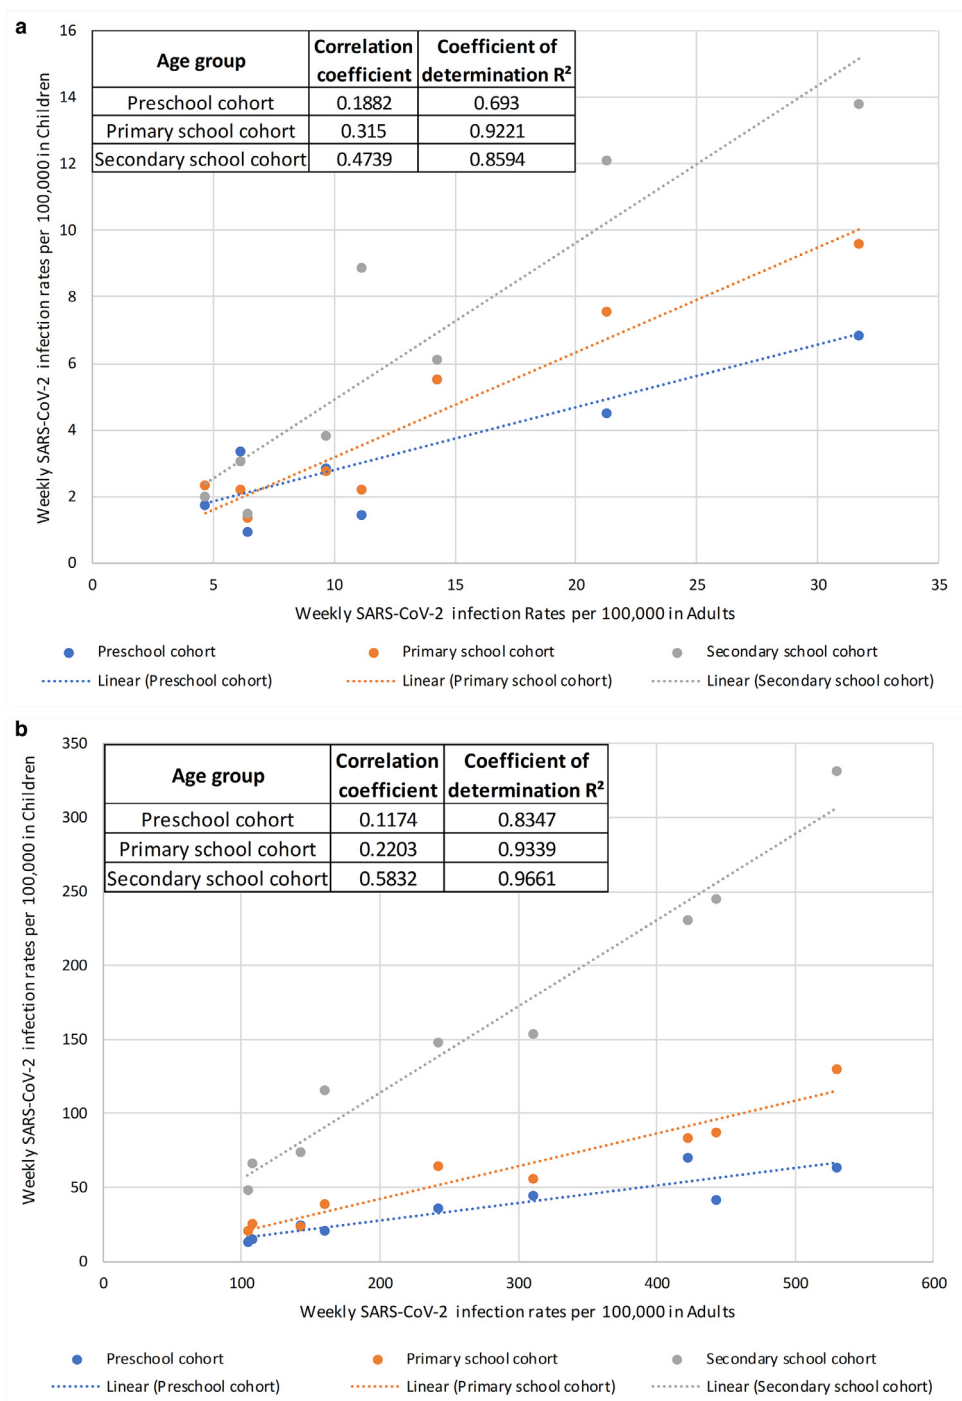 a
Weekly SARS-CoV-2 infection rates per 100,000 in Children
16
14
12
10
8
6
4
2
0
Age group | Correlation coefficient | Coefficient of determination R²
Preschool cohort | 0.1882 | 0.693
Primary school cohort | 0.315 | 0.9221
Secondary school cohort | 0.4739 | 0.8594
0 5 10 15 20 25 30 35
Weekly SARS-CoV-2 infection Rates per 100,000 in Adults
Preschool cohort Primary school cohort Secondary school cohort
Linear (Preschool cohort) Linear (Primary school cohort) Linear (Secondary school cohort)
b
Weekly SARS-CoV-2 infection rates per 100,000 in Children
350
300
250
200
150
100
50
0
Age group | Correlation coefficient | Coefficient of determination R²
Preschool cohort | 0.1174 | 0.8347
Primary school cohort | 0.2203 | 0.9339
Secondary school cohort | 0.5832 | 0.9661
0 100 200 300 400 500 600
Weekly SARS-CoV-2 infection rates per 100,000 in Adults
Preschool cohort Primary school cohort Secondary school cohort
Linear (Preschool cohort) Linear (Primary school cohort) Linear (Secondary school cohort)